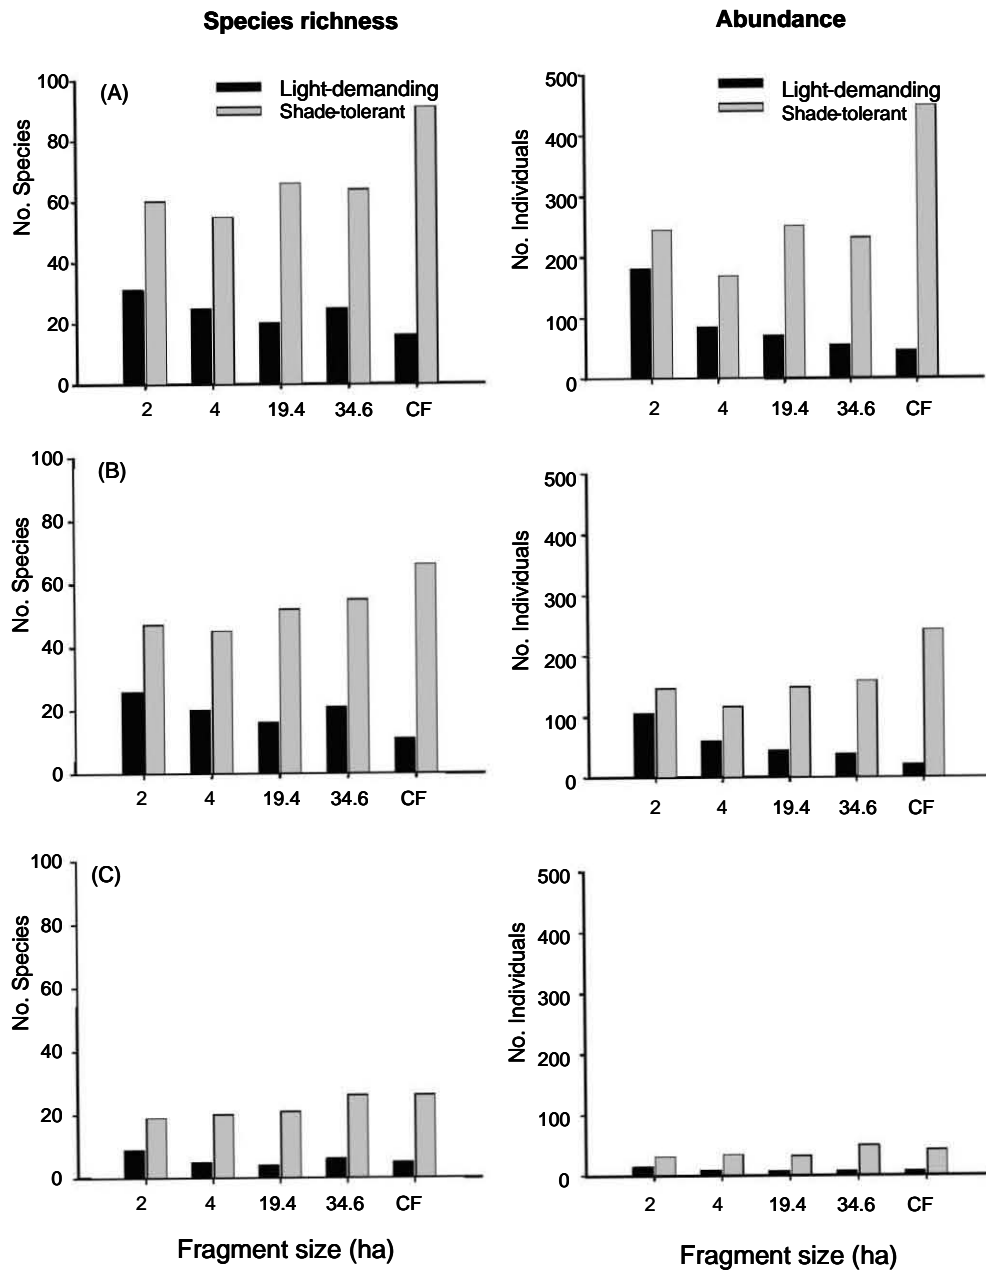 Species richness
Abundance
(A)
Light-demanding
Shade-tolerant
No. Species
100
80
60
40
20
0
2 4 19.4 34.6 CF
Light-demanding
Shade-tolerant
No. Individuals
500
400
300
200
100
0
2 4 19.4 34.6 CF
(B)
No. Species
100
80
60
40
20
0
2 4 19.4 34.6 CF
No. Individuals
500
400
300
200
100
0
2 4 19.4 34.6 CF
(C)
No. Species
100
80
60
40
20
0
2 4 19.4 34.6 CF
Fragment size (ha)
No. Individuals
500
400
300
200
100
0
2 4 19.4 34.6 CF
Fragment size (ha)